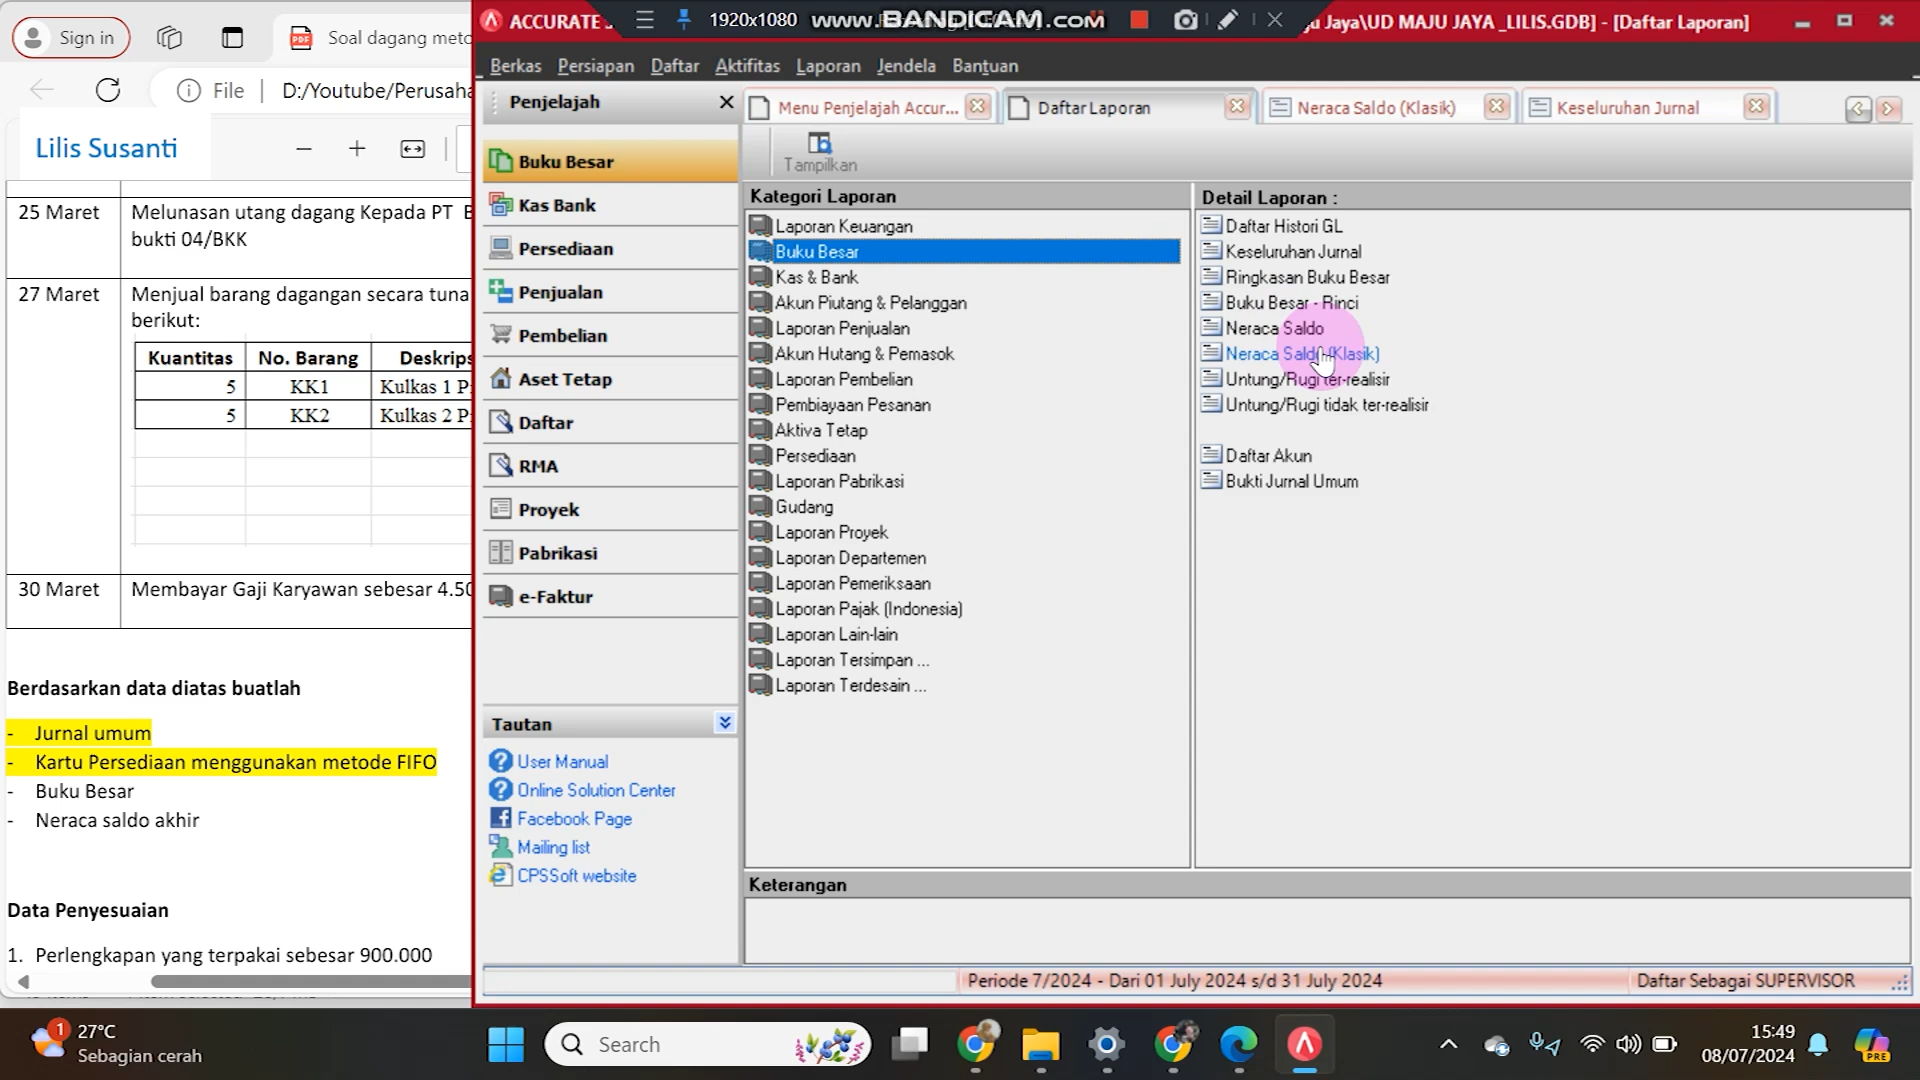 Sign in
Soal dagang meto
File
D:/Youtube/Perusaha
Lilis Susanti
25 Maret
Melunasan utang dagang Kepada PT B
bukti 04/BKK
27 Maret
Menjual barang dagangan secara tuna
berikut:
Kuantitas No. Barang Deskrips
5 KK1 Kulkas 1 P
5 KK2 Kulkas 2 P
30 Maret
Membayar Gaji Karyawan sebesar 4.50
Berdasarkan data diatas buatlah
- Jurnal umum
- Kartu Persediaan menggunakan metode FIFO
- Buku Besar
- Neraca saldo akhir
Data Penyesuaian
1. Perlengkapan yang terpakai sebesar 900.000
ACCURATE
1920x1080
www.BANDICAM.com
Jaya\UD MAJU JAYA _LILIS.GDB] - [Daftar Laporan]
Berkas Persiapan Daftar Aktifitas Laporan Jendela Bantuan
Penjelajah
Menu Penjelajah Accur...
Daftar Laporan
Neraca Saldo (Klasik)
Keseluruhan Jurnal
Tampilkan
Buku Besar
Kas Bank
Persediaan
Penjualan
Pembelian
Aset Tetap
Daftar
RMA
Proyek
Pabrikasi
e-Faktur
Tautan
User Manual
Online Solution Center
Facebook Page
Mailing list
CPSSoft website
Kategori Laporan
Laporan Keuangan
Buku Besar
Kas & Bank
Akun Piutang & Pelanggan
Laporan Penjualan
Akun Hutang & Pemasok
Laporan Pembelian
Pembiayaan Pesanan
Aktiva Tetap
Persediaan
Laporan Pabrikasi
Gudang
Laporan Proyek
Laporan Departemen
Laporan Pemeriksaan
Laporan Pajak (Indonesia)
Laporan Lain-lain
Laporan Tersimpan ...
Laporan Terdesain ...
Detail Laporan :
Daftar Histori GL
Keseluruhan Jurnal
Ringkasan Buku Besar
Buku Besar - Rinci
Neraca Saldo
Neraca Saldo (Klasik)
Untung/Rugi ter-realisir
Untung/Rugi tidak ter-realisir
Daftar Akun
Bukti Jurnal Umum
Keterangan
Periode 7/2024 - Dari 01 July 2024 s/d 31 July 2024
Daftar Sebagai SUPERVISOR
1
27°C
Sebagian cerah
Search
15:49
08/07/2024
PRE